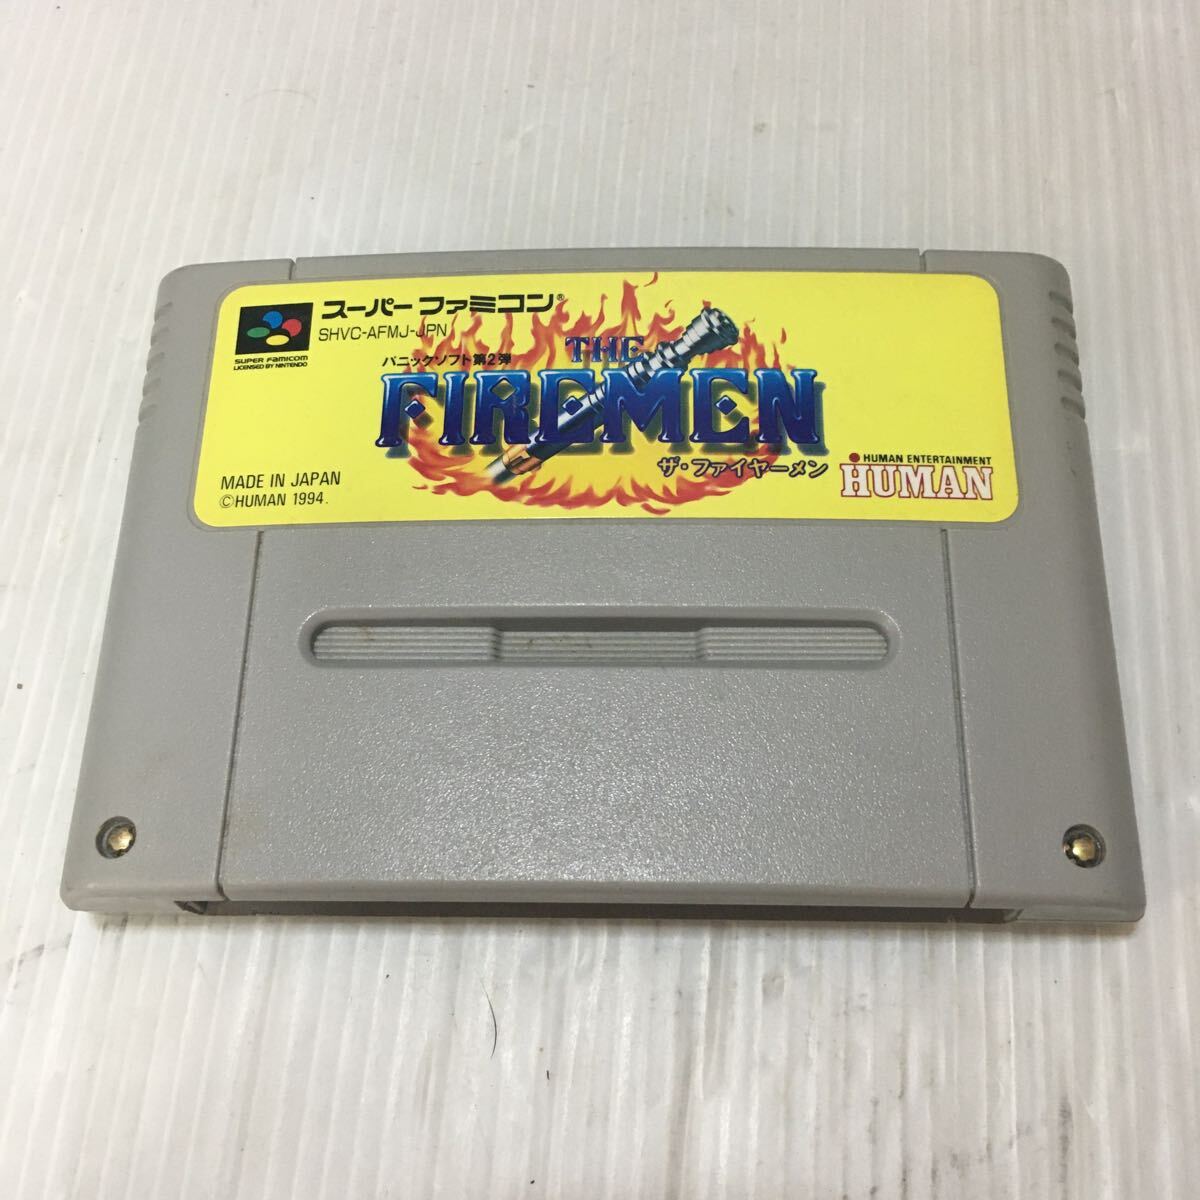 スーパーファミコン®
SHVC-AFMJ-JPN
SUPER FAMICOM
LICENSED BY NINTENDO
パニックソフト第2弾
THE
FIREMEN
ザ・ファイヤーメン
MADE IN JAPAN
©HUMAN 1994.
HUMAN ENTERTAINMENT
HUMAN